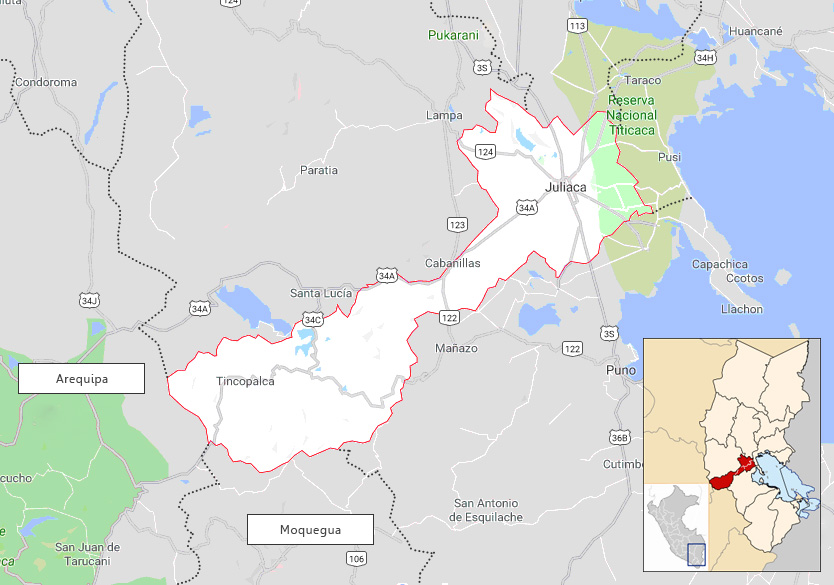 124
113
Huancané
Pukarani
34H
3S
Taraco
Condoroma
Reserva
Nacional
Titicaca
Lampa
124
Pusi
Paratia
Juliaca
34A
123
Cabanillas
Capachica
Ccotos
34A
Santa Lucía
34J
34A
Llachon
34C
122
3S
Mañazo
122
Puno
Arequipa
Tincopalca
36B
Cutimb
cucho
San Antonio
de Esquilache
Moquegua
San Juan de
Tarucani
106
e
eca